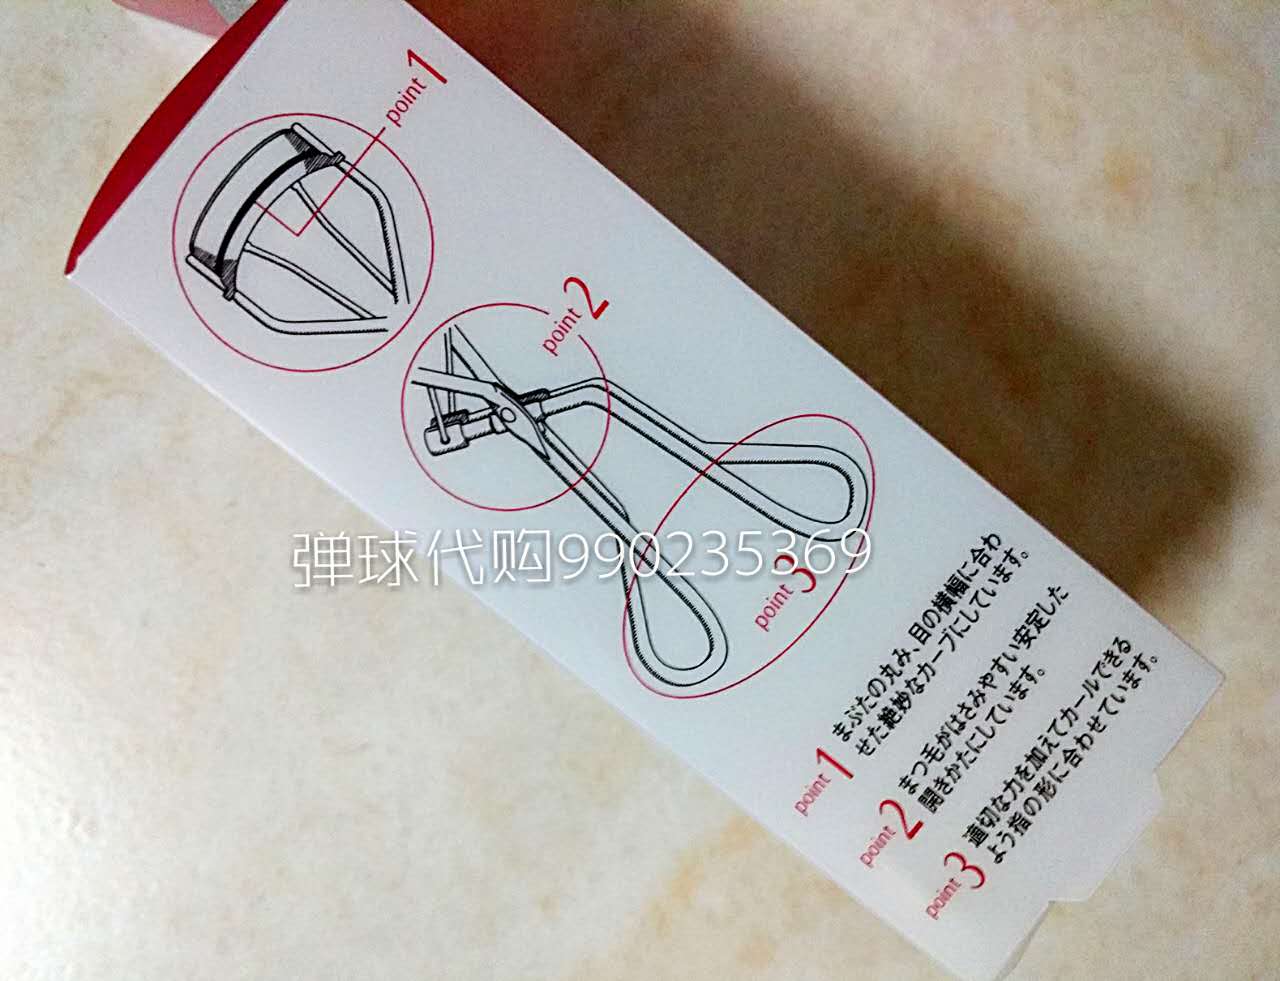 point 1
point 2
弹球代购990235369
point 3
point 1
まぶたの丸み、目の横幅に合わ
せた絶妙なカーブにしています。
point 2
まつ毛がはさみやすい安定した
開きかたにしています。
point 3
適切な力を加えてカールできる
よう指の形に合わせています。